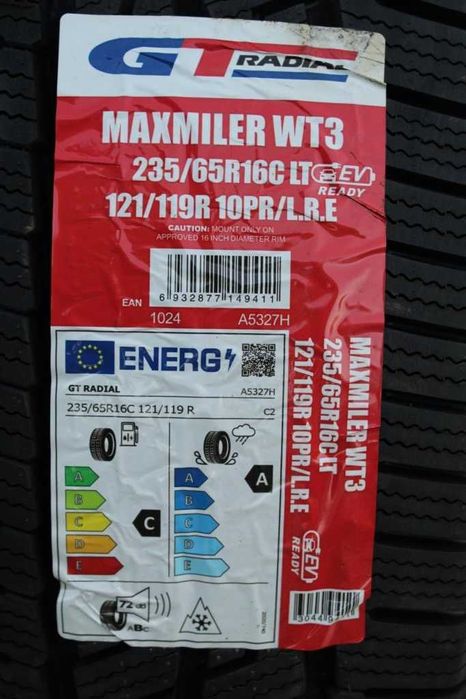 GT RADIAL
MAXMILER WT3
235/65R16C LT EV READY
121/119R 10PR/L.R.E
CAUTION: MOUNT ONLY ON
APPROVED 16 INCH DIAMETER RIM
EAN
6 932877 149411
1024 A5327H
ENERG
GT RADIAL A5327H
235/65R16C 121/119 R C2
A A
B B
C C
D D
E E
C
A
72 dB
ABC
MAXMILER WT3
235/65R16C LT
121/119R 10PR/L.R.E
EV READY